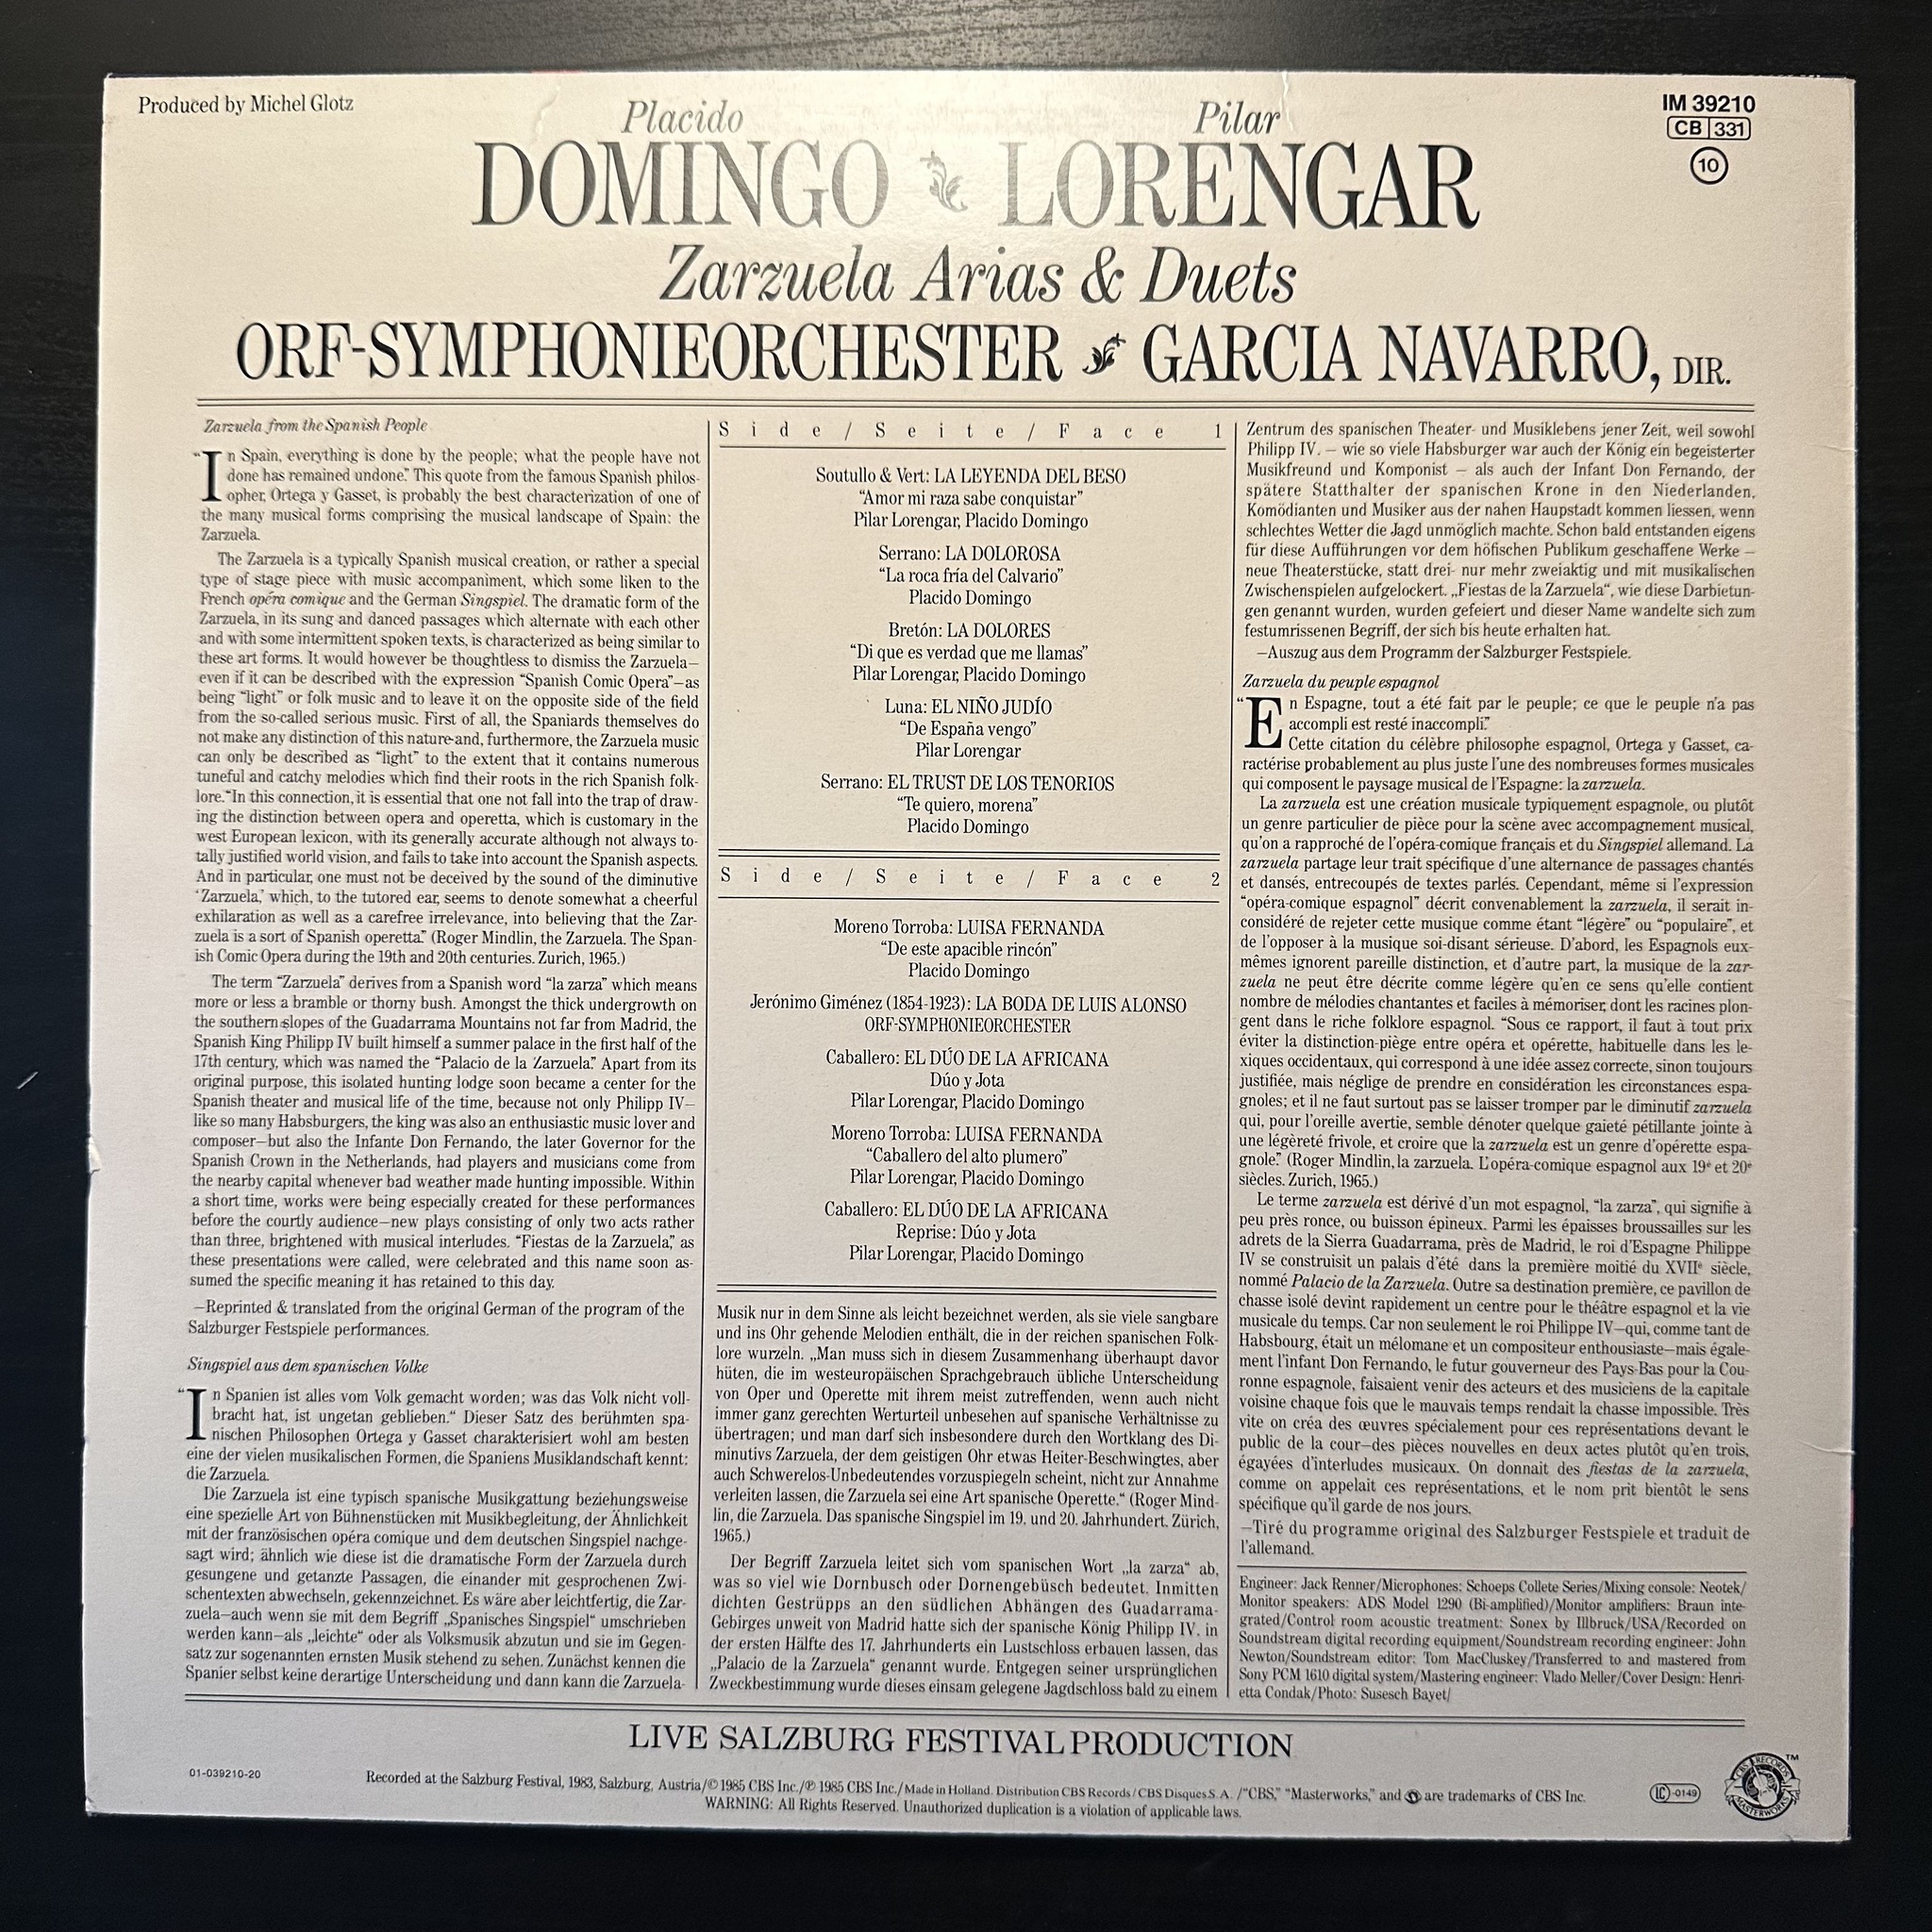 Produced by Michel Glotz
Placido
Pilar
IM 39210
CB 331
10
DOMINGO LORENGAR
Zarzuela Arias & Duets
ORF-SYMPHONIEORCHESTER GARCIA NAVARRO, DIR.
Zarzuela from the Spanish People
“In Spain, everything is done by the people; what the people have not
done has remained undone.” This quote from the famous Spanish philos-
opher, Ortega y Gasset, is probably the best characterization of one of
the many musical forms comprising the musical landscape of Spain: the
Zarzuela.
The Zarzuela is a typically Spanish musical creation, or rather a special
type of stage piece with music accompaniment, which some liken to the
French opéra comique and the German Singspiel. The dramatic form of the
Zarzuela, in its sung and danced passages which alternate with each other
and with some intermittent spoken texts, is characterized as being similar to
these art forms. It would however be thoughtless to dismiss the Zarzuela—
even if it can be described with the expression “Spanish Comic Opera”—as
being “light” or folk music and to leave it on the opposite side of the field
from the so-called serious music. First of all, the Spaniards themselves do
not make any distinction of this nature-and, furthermore, the Zarzuela music
can only be described as “light” to the extent that it contains numerous
tuneful and catchy melodies which find their roots in the rich Spanish folk-
lore. “In this connection, it is essential that one not fall into the trap of draw-
ing the distinction between opera and operetta, which is customary in the
west European lexicon, with its generally accurate although not always to-
tally justified world vision, and fails to take into account the Spanish aspects.
And in particular, one must not be deceived by the sound of the diminutive
‘Zarzuela,’ which, to the tutored ear, seems to denote somewhat a cheerful
exhilaration as well as a carefree irrelevance, into believing that the Zar-
zuela is a sort of Spanish operetta.” (Roger Mindlin, the Zarzuela. The Span-
ish Comic Opera during the 19th and 20th centuries. Zurich, 1965.)
The term “Zarzuela” derives from a Spanish word “la zarza” which means
more or less a bramble or thorny bush. Amongst the thick undergrowth on
the southern slopes of the Guadarrama Mountains not far from Madrid, the
Spanish King Philipp IV built himself a summer palace in the first half of the
17th century, which was named the “Palacio de la Zarzuela.” Apart from its
original purpose, this isolated hunting lodge soon became a center for the
Spanish theater and musical life of the time, because not only Philipp IV—
like so many Habsburgers, the king was also an enthusiastic music lover and
composer—but also the Infante Don Fernando, the later Governor for the
Spanish Crown in the Netherlands, had players and musicians come from
the nearby capital whenever bad weather made hunting impossible. Within
a short time, works were being especially created for these performances
before the courtly audience—new plays consisting of only two acts rather
than three, brightened with musical interludes. “Fiestas de la Zarzuela,” as
these presentations were called, were celebrated and this name soon as-
sumed the specific meaning it has retained to this day.
—Reprinted & translated from the original German of the program of the
Salzburger Festspiele performances.
Singspiel aus dem spanischen Volke
“In Spanien ist alles vom Volk gemacht worden; was das Volk nicht voll-
bracht hat, ist ungetan geblieben.“ Dieser Satz des berühmten spa-
nischen Philosophen Ortega y Gasset charakterisiert wohl am besten
eine der vielen musikalischen Formen, die Spaniens Musiklandschaft kennt:
die Zarzuela.
Die Zarzuela ist eine typisch spanische Musikgattung beziehungsweise
eine spezielle Art von Bühnenstücken mit Musikbegleitung, der Ähnlichkeit
mit der französischen opéra comique und dem deutschen Singspiel nachge-
sagt wird; ähnlich wie diese ist die dramatische Form der Zarzuela durch
gesungene und getanzte Passagen, die einander mit gesprochenen Zwi-
schentexten abwechseln, gekennzeichnet. Es wäre aber leichtfertig, die Zar-
zuela—auch wenn sie mit dem Begriff „Spanisches Singspiel“ umschrieben
werden kann—als „leichte“ oder als Volksmusik abzutun und sie im Gegen-
satz zur sogenannten ernsten Musik stehend zu sehen. Zunächst kennen die
Spanier selbst keine derartige Unterscheidung und dann kann die Zarzuela-
Side/Seite/Face 1
Soutullo & Vert: LA LEYENDA DEL BESO
“Amor mi raza sabe conquistar”
Pilar Lorengar, Placido Domingo
Serrano: LA DOLOROSA
“La roca fría del Calvario”
Placido Domingo
Bretón: LA DOLORES
“Di que es verdad que me llamas”
Pilar Lorengar, Placido Domingo
Luna: EL NIÑO JUDÍO
“De España vengo”
Pilar Lorengar
Serrano: EL TRUST DE LOS TENORIOS
“Te quiero, morena”
Placido Domingo
Side/Seite/Face 2
Moreno Torroba: LUISA FERNANDA
“De este apacible rincón”
Placido Domingo
Jerónimo Giménez (1854-1923): LA BODA DE LUIS ALONSO
ORF-SYMPHONIEORCHESTER
Caballero: EL DÚO DE LA AFRICANA
Dúo y Jota
Pilar Lorengar, Placido Domingo
Moreno Torroba: LUISA FERNANDA
“Caballero del alto plumero”
Pilar Lorengar, Placido Domingo
Caballero: EL DÚO DE LA AFRICANA
Reprise: Dúo y Jota
Pilar Lorengar, Placido Domingo
Musik nur in dem Sinne als leicht bezeichnet werden, als sie viele sangbare
und ins Ohr gehende Melodien enthält, die in der reichen spanischen Folk-
lore wurzeln. „Man muss sich in diesem Zusammenhang überhaupt davor
hüten, die im westeuropäischen Sprachgebrauch übliche Unterscheidung
von Oper und Operette mit ihrem meist zutreffenden, wenn auch nicht
immer ganz gerechten Werturteil unbesehen auf spanische Verhältnisse zu
übertragen; und man darf sich insbesondere durch den Wortklang des Di-
minutivs Zarzuela, der dem geistigen Ohr etwas Heiter-Beschwingtes, aber
auch Schwerelos-Unbedeutendes vorzuspiegeln scheint, nicht zur Annahme
verleiten lassen, die Zarzuela sei eine Art spanische Operette.“ (Roger Mind-
lin, die Zarzuela. Das spanische Singspiel im 19. und 20. Jahrhundert. Zürich,
1965.)
Der Begriff Zarzuela leitet sich vom spanischen Wort „la zarza“ ab,
was so viel wie Dornbusch oder Dornengebüsch bedeutet. Inmitten
dichten Gestrüpps an den südlichen Abhängen des Guadarrama-
Gebirges unweit von Madrid hatte sich der spanische König Philipp IV. in
der ersten Hälfte des 17. Jahrhunderts ein Lustschloss erbauen lassen, das
„Palacio de la Zarzuela“ genannt wurde. Entgegen seiner ursprünglichen
Zweckbestimmung wurde dieses einsam gelegene Jagdschloss bald zu einem
Zentrum des spanischen Theater- und Musiklebens jener Zeit, weil sowohl
Philipp IV. — wie so viele Habsburger war auch der König ein begeisterter
Musikfreund und Komponist — als auch der Infant Don Fernando, der
spätere Statthalter der spanischen Krone in den Niederlanden,
Komödianten und Musiker aus der nahen Haupstadt kommen liessen, wenn
schlechtes Wetter die Jagd unmöglich machte. Schon bald entstanden eigens
für diese Aufführungen vor dem höfischen Publikum geschaffene Werke —
neue Theaterstücke, statt drei- nur mehr zweiaktig und mit musikalischen
Zwischenspielen aufgelockert. „Fiestas de la Zarzuela“, wie diese Darbietun-
gen genannt wurden, wurden gefeiert und dieser Name wandelte sich zum
festumrissenen Begriff, der sich bis heute erhalten hat.
—Auszug aus dem Programm der Salzburger Festspiele.
Zarzuela du peuple espagnol
“En Espagne, tout a été fait par le peuple; ce que le peuple n’a pas
accompli est resté inaccompli.”
Cette citation du célèbre philosophe espagnol, Ortega y Gasset, ca-
ractérise probablement au plus juste l’une des nombreuses formes musicales
qui composent le paysage musical de l’Espagne: la zarzuela.
La zarzuela est une création musicale typiquement espagnole, ou plutôt
un genre particulier de pièce pour la scène avec accompagnement musical,
qu’on a rapproché de l’opéra-comique français et du Singspiel allemand. La
zarzuela partage leur trait spécifique d’une alternance de passages chantés
et dansés, entrecoupés de textes parlés. Cependant, même si l’expression
“opéra-comique espagnol” décrit convenablement la zarzuela, il serait in-
considéré de rejeter cette musique comme étant “légère” ou “populaire”, et
de l’opposer à la musique soi-disant sérieuse. D’abord, les Espagnols eux-
mêmes ignorent pareille distinction, et d’autre part, la musique de la zar-
zuela ne peut être décrite comme légère qu’en ce sens qu’elle contient
nombre de mélodies chantantes et faciles à mémoriser, dont les racines plon-
gent dans le riche folklore espagnol. “Sous ce rapport, il faut à tout prix
éviter la distinction-piège entre opéra et opérette, habituelle dans les le-
xiques occidentaux, qui correspond à une idée assez correcte, sinon toujours
justifiée, mais néglige de prendre en considération les circonstances espa-
gnoles; et il ne faut surtout pas se laisser tromper par le diminutif zarzuela
qui, pour l’oreille avertie, semble dénoter quelque gaieté pétillante jointe à
une légèreté frivole, et croire que la zarzuela est un genre d’opérette espa-
gnole.” (Roger Mindlin, la zarzuela. L’opéra-comique espagnol aux 19e et 20e
siècles. Zurich, 1965.)
Le terme zarzuela est dérivé d’un mot espagnol, “la zarza”, qui signifie à
peu près ronce, ou buisson épineux. Parmi les épaisses broussailles sur les
adrets de la Sierra Guadarrama, près de Madrid, le roi d’Espagne Philippe
IV se construisit un palais d’été dans la première moitié du XVIIe siècle,
nommé Palacio de la Zarzuela. Outre sa destination première, ce pavillon de
chasse isolé devint rapidement un centre pour le théâtre espagnol et la vie
musicale du temps. Car non seulement le roi Philippe IV—qui, comme tant de
Habsbourg, était un mélomane et un compositeur enthousiaste—mais égale-
ment l’infant Don Fernando, le futur gouverneur des Pays-Bas pour la Cou-
ronne espagnole, faisaient venir des acteurs et des musiciens de la capitale
voisine chaque fois que le mauvais temps rendait la chasse impossible. Très
vite on créa des œuvres spécialement pour ces représentations devant le
public de la cour—des pièces nouvelles en deux actes plutôt qu’en trois,
égayées d’interludes musicaux. On donnait des fiestas de la zarzuela,
comme on appelait ces représentations, et le nom prit bientôt le sens
spécifique qu’il garde de nos jours.
—Tiré du programme original des Salzburger Festspiele et traduit de
l’allemand.
Engineer: Jack Renner/Microphones: Schoeps Collete Series/Mixing console: Neotek/
Monitor speakers: ADS Model 1290 (Bi-amplified)/Monitor amplifiers: Braun inte-
grated/Control room acoustic treatment: Sonex by Illbruck/USA/Recorded on
Soundstream digital recording equipment/Soundstream recording engineer: John
Newton/Soundstream editor: Tom MacCluskey/Transferred to and mastered from
Sony PCM 1610 digital system/Mastering engineer: Vlado Meller/Cover Design: Henri-
etta Condak/Photo: Susesch Bayet/
LIVE SALZBURG FESTIVAL PRODUCTION
01-039210-20
Recorded at the Salzburg Festival, 1983, Salzburg, Austria/© 1985 CBS Inc./℗ 1985 CBS Inc./Made in Holland. Distribution CBS Records/CBS Disques S.A. /“CBS,” “Masterworks,” and are trademarks of CBS Inc.
WARNING: All Rights Reserved. Unauthorized duplication is a violation of applicable laws.
LC 0149
CBS RECORDS MASTERWORKS TM